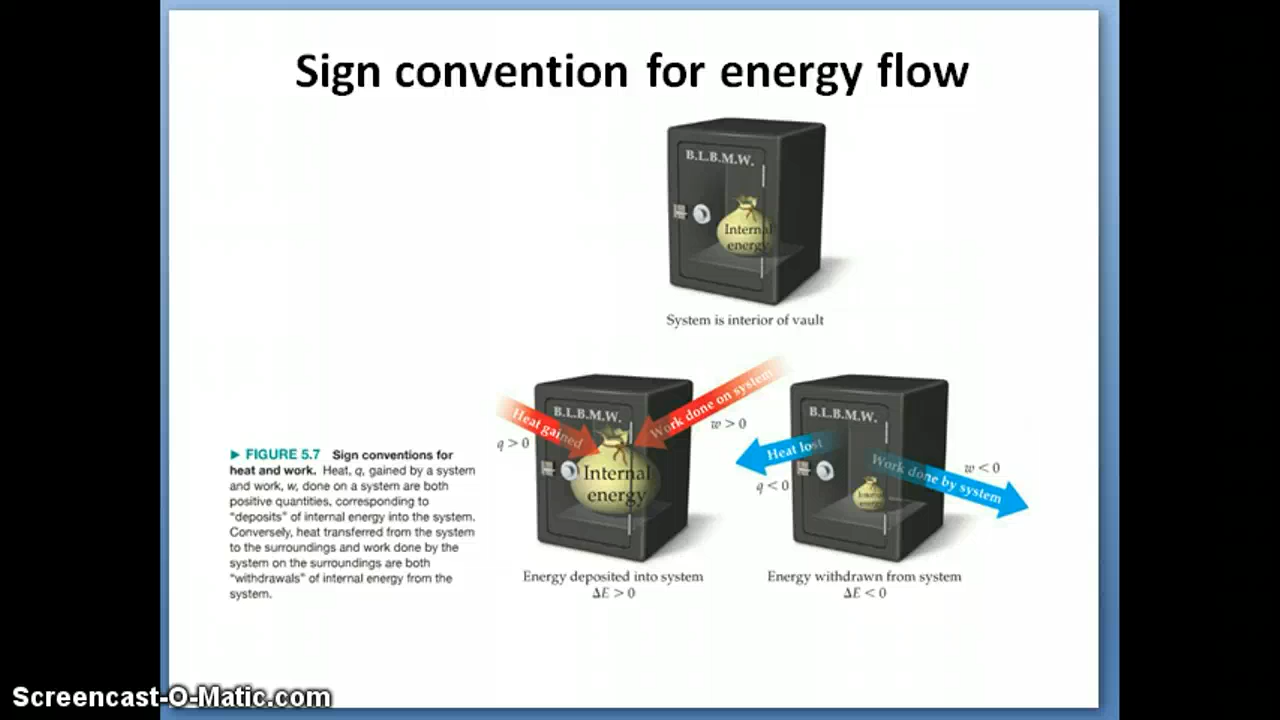 Sign convention for energy flow
B.L.B.M.W.
Internal
energy
System is interior of vault
Heat gained
q > 0
B.L.B.M.W.
Work done on system
w > 0
Internal
energy
Energy deposited into system
ΔE > 0
B.L.B.M.W.
Heat lost
q < 0
Work done by system
w < 0
Internal
energy
Energy withdrawn from system
ΔE < 0
► FIGURE 5.7 Sign conventions for
heat and work. Heat, q, gained by a system
and work, w, done on a system are both
positive quantities, corresponding to
“deposits” of internal energy into the system.
Conversely, heat transferred from the system
to the surroundings and work done by the
system on the surroundings are both
“withdrawals” of internal energy from the
system.
Screencast-O-Matic.com